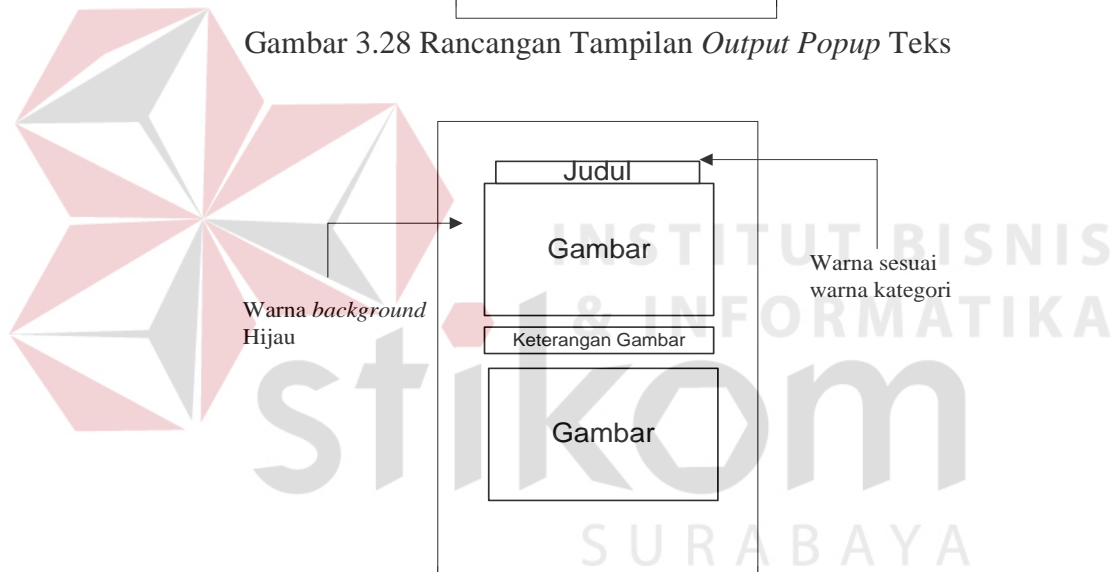 Gambar 3.28 Rancangan Tampilan Output Popup Teks
Judul
Gambar
Warna sesuai
warna kategori
Warna background
Hijau
Keterangan Gambar
Gambar
INSTITUT BISNIS
& INFORMATIKA
stikom
SURABAYA